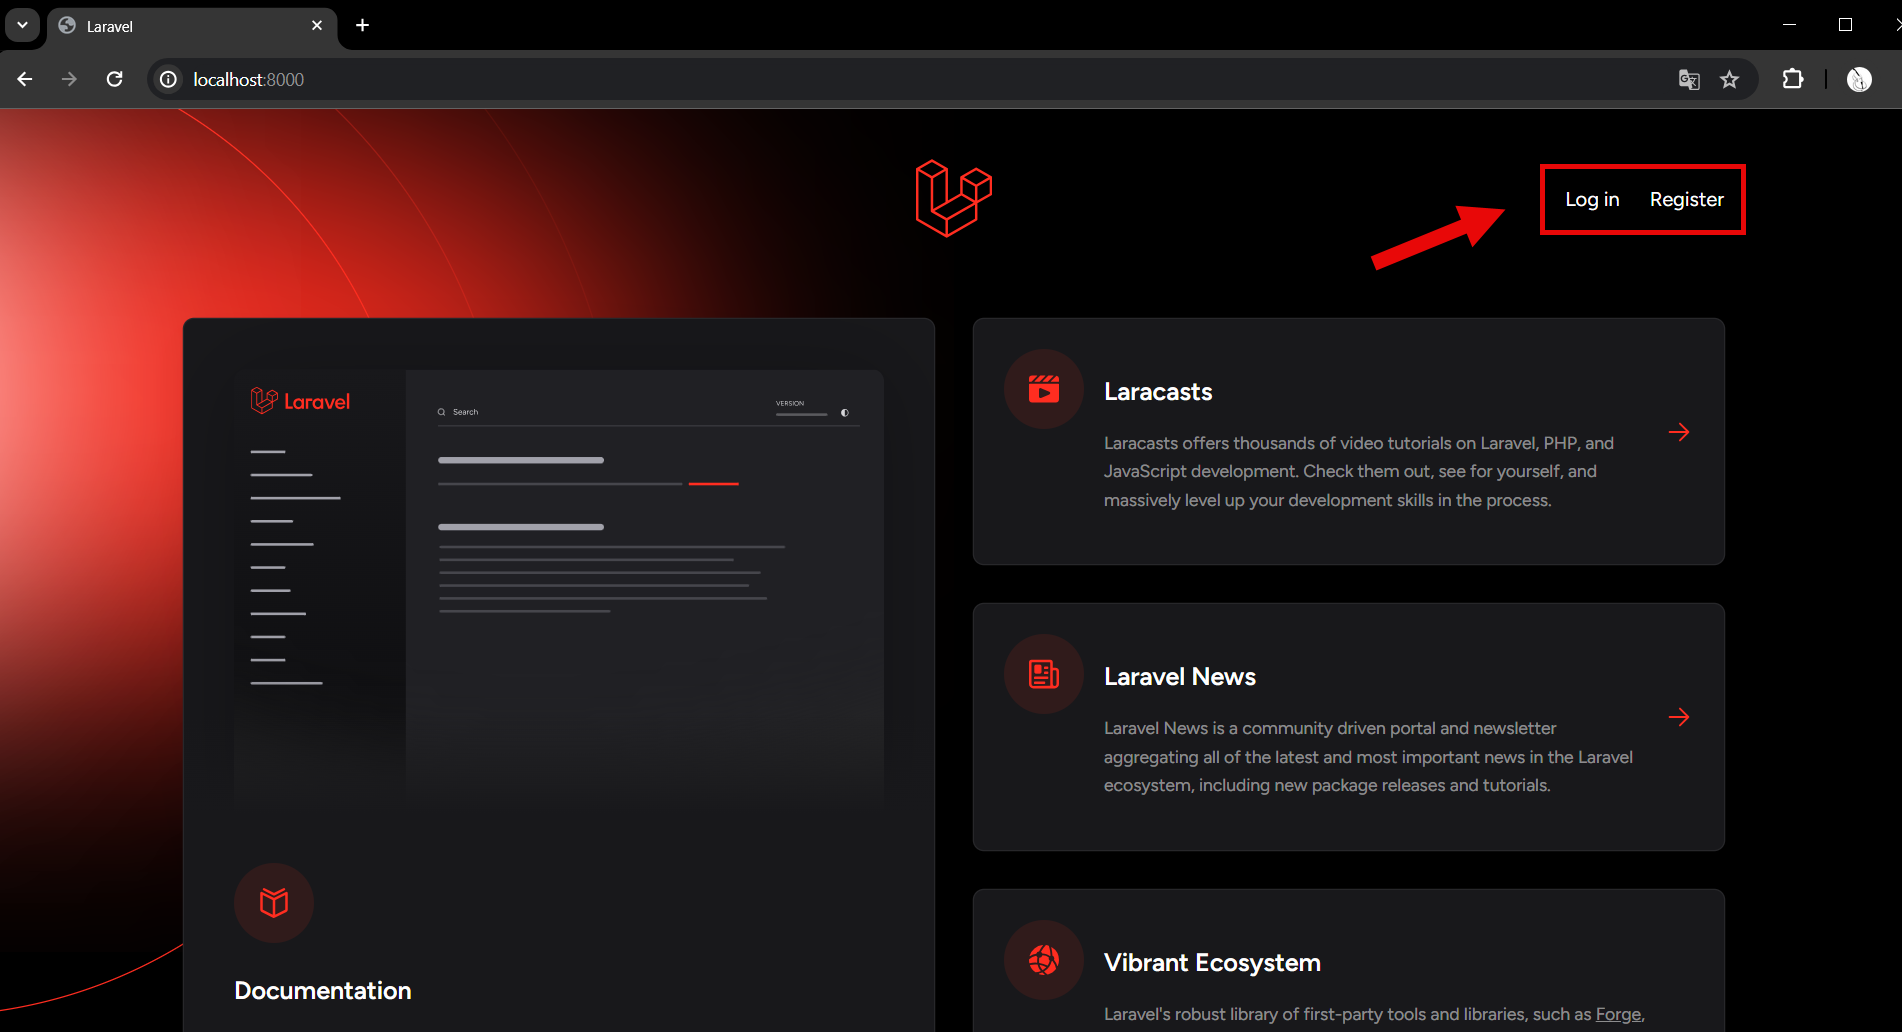 Laravel
localhost:8000
Log in Register
Laravel
Search
VERSION
Documentation
Laracasts
Laracasts offers thousands of video tutorials on Laravel, PHP, and
JavaScript development. Check them out, see for yourself, and
massively level up your development skills in the process.
Laravel News
Laravel News is a community driven portal and newsletter
aggregating all of the latest and most important news in the Laravel
ecosystem, including new package releases and tutorials.
Vibrant Ecosystem
Laravel's robust library of first-party tools and libraries, such as Forge,